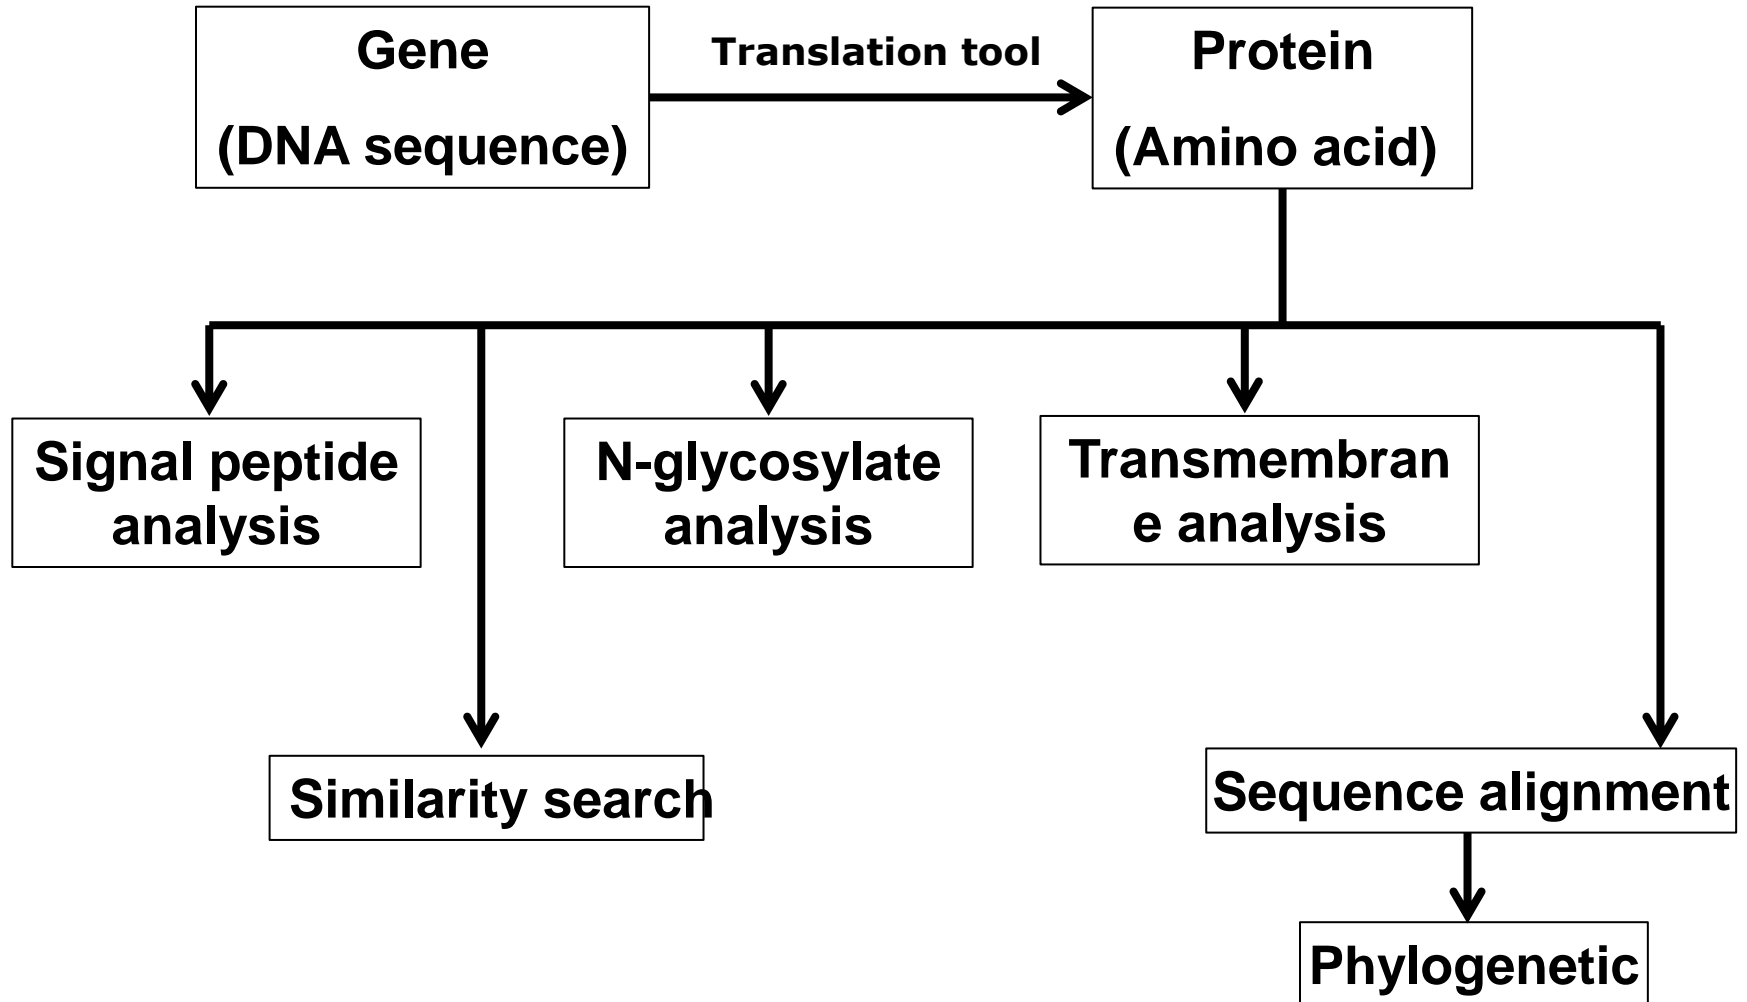 Gene
(DNA sequence)
Translation tool
Protein
(Amino acid)
Signal peptide
analysis
N-glycosylate
analysis
Transmembran
e analysis
Similarity search
Sequence alignment
Phylogenetic